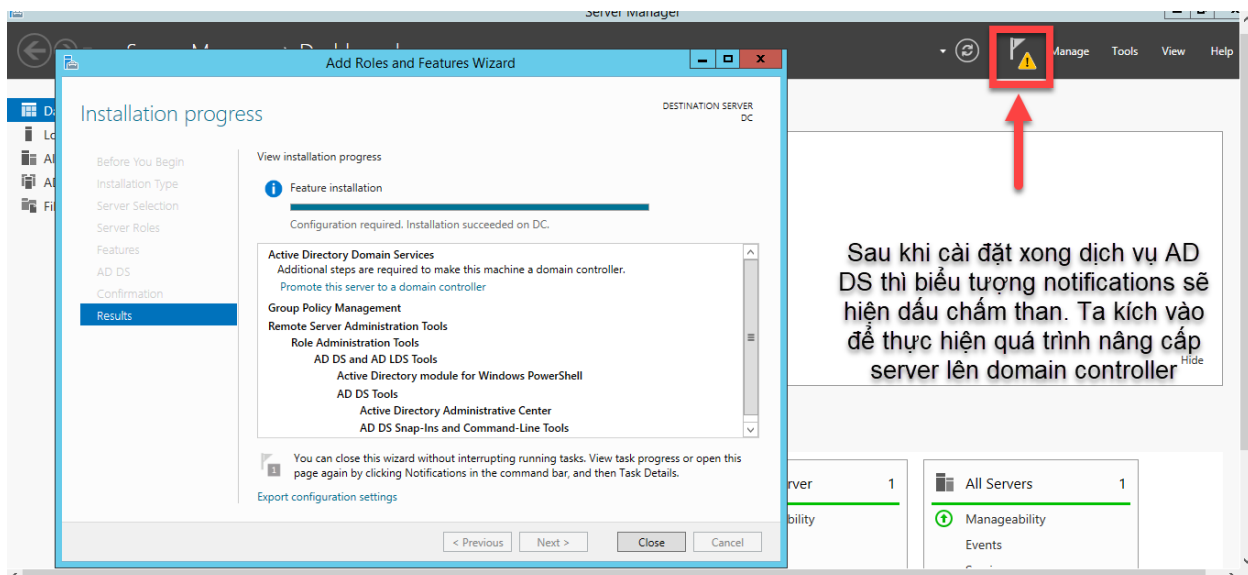 Server Manager
Manage Tools View Help
Add Roles and Features Wizard
Installation progress
DESTINATION SERVER
DC
Before You Begin
Installation Type
Server Selection
Server Roles
Features
AD DS
Confirmation
Results
View installation progress
Feature installation
Configuration required. Installation succeeded on DC.
Active Directory Domain Services
Additional steps are required to make this machine a domain controller.
Promote this server to a domain controller
Group Policy Management
Remote Server Administration Tools
Role Administration Tools
AD DS and AD LDS Tools
Active Directory module for Windows PowerShell
AD DS Tools
Active Directory Administrative Center
AD DS Snap-Ins and Command-Line Tools
1
You can close this wizard without interrupting running tasks. View task progress or open this
page again by clicking Notifications in the command bar, and then Task Details.
Export configuration settings
< Previous Next > Close Cancel
Sau khi cài đặt xong dịch vụ AD
DS thì biểu tượng notifications sẽ
hiện dấu chấm than. Ta kích vào
để thực hiện quá trình nâng cấp
server lên domain controller
Hide
1
All Servers 1
Manageability
Events